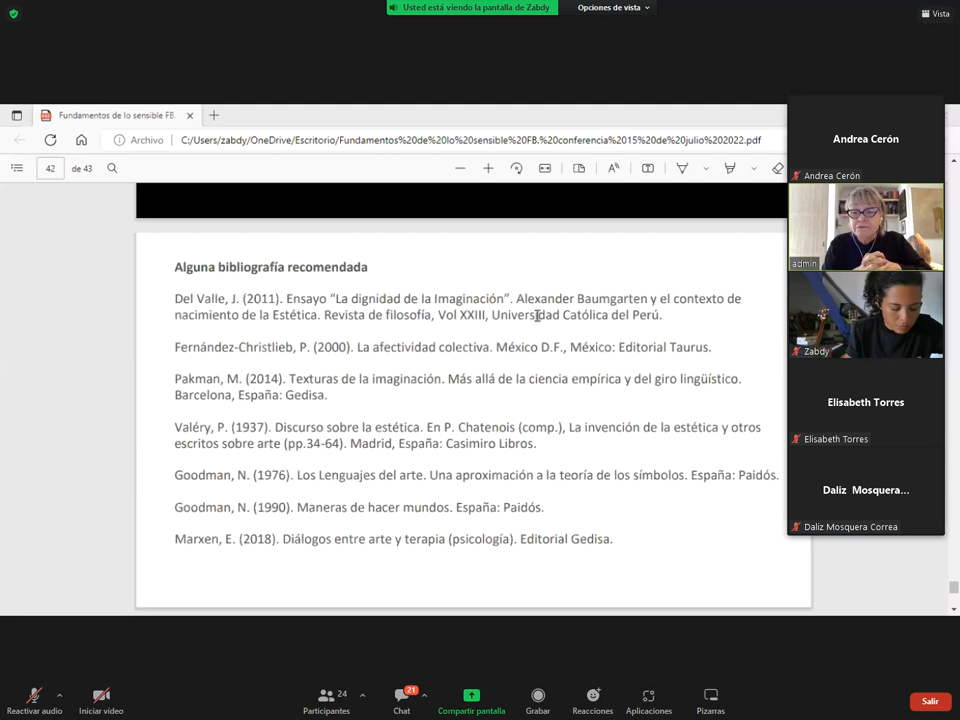 Usted está viendo la pantalla de Zabdy
Opciones de vista
Vista
Fundamentos de lo sensible FB.
Archivo
C:/Users/zabdy/OneDrive/Escritorio/Fundamentos%20de%20lo%20sensible%20FB.%20conferencia%2015%20de%20julio%202022.pdf
42 de 43
Alguna bibliografía recomendada
Del Valle, J. (2011). Ensayo “La dignidad de la Imaginación”. Alexander Baumgarten y el contexto de
nacimiento de la Estética. Revista de filosofía, Vol XXIII, Universidad Católica del Perú.
Fernández-Christlieb, P. (2000). La afectividad colectiva. México D.F., México: Editorial Taurus.
Pakman, M. (2014). Texturas de la imaginación. Más allá de la ciencia empírica y del giro lingüístico.
Barcelona, España: Gedisa.
Valéry, P. (1937). Discurso sobre la estética. En P. Chatenois (comp.), La invención de la estética y otros
escritos sobre arte (pp.34-64). Madrid, España: Casimiro Libros.
Goodman, N. (1976). Los Lenguajes del arte. Una aproximación a la teoría de los símbolos. España: Paidós.
Goodman, N. (1990). Maneras de hacer mundos. España: Paidós.
Marxen, E. (2018). Diálogos entre arte y terapia (psicología). Editorial Gedisa.
Andrea Cerón
Andrea Cerón
admin
Zabdy
Elisabeth Torres
Elisabeth Torres
Daliz Mosquera...
Daliz Mosquera Correa
Reactivar audio
Iniciar video
24
Participantes
21
Chat
Compartir pantalla
Grabar
Reacciones
Aplicaciones
Pizarras
Salir